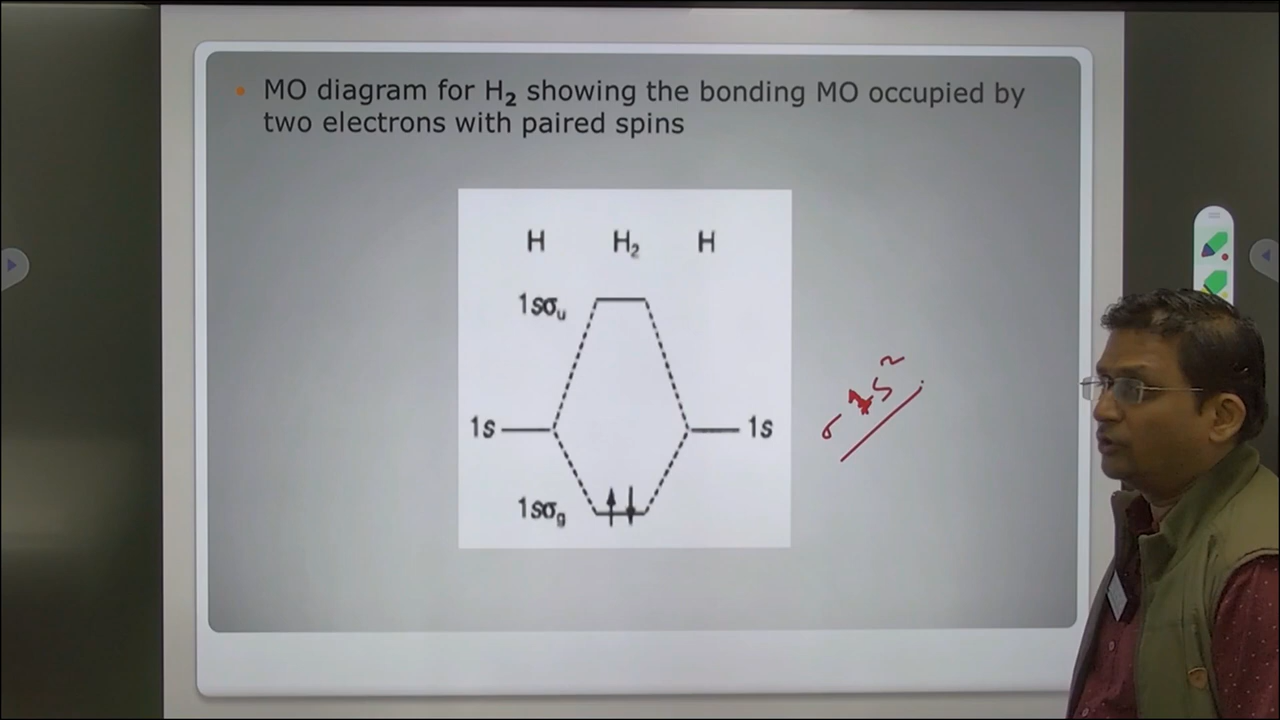 • MO diagram for H₂ showing the bonding MO occupied by
two electrons with paired spins
H H₂ H
1sσᵤ
1s 1s
1sσg
σ 1s²